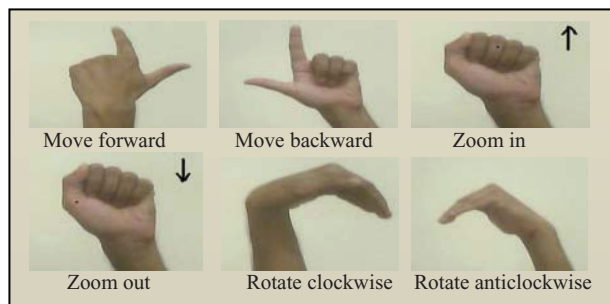 Move forward
Move backward
Zoom in
Zoom out
Rotate clockwise
Rotate anticlockwise